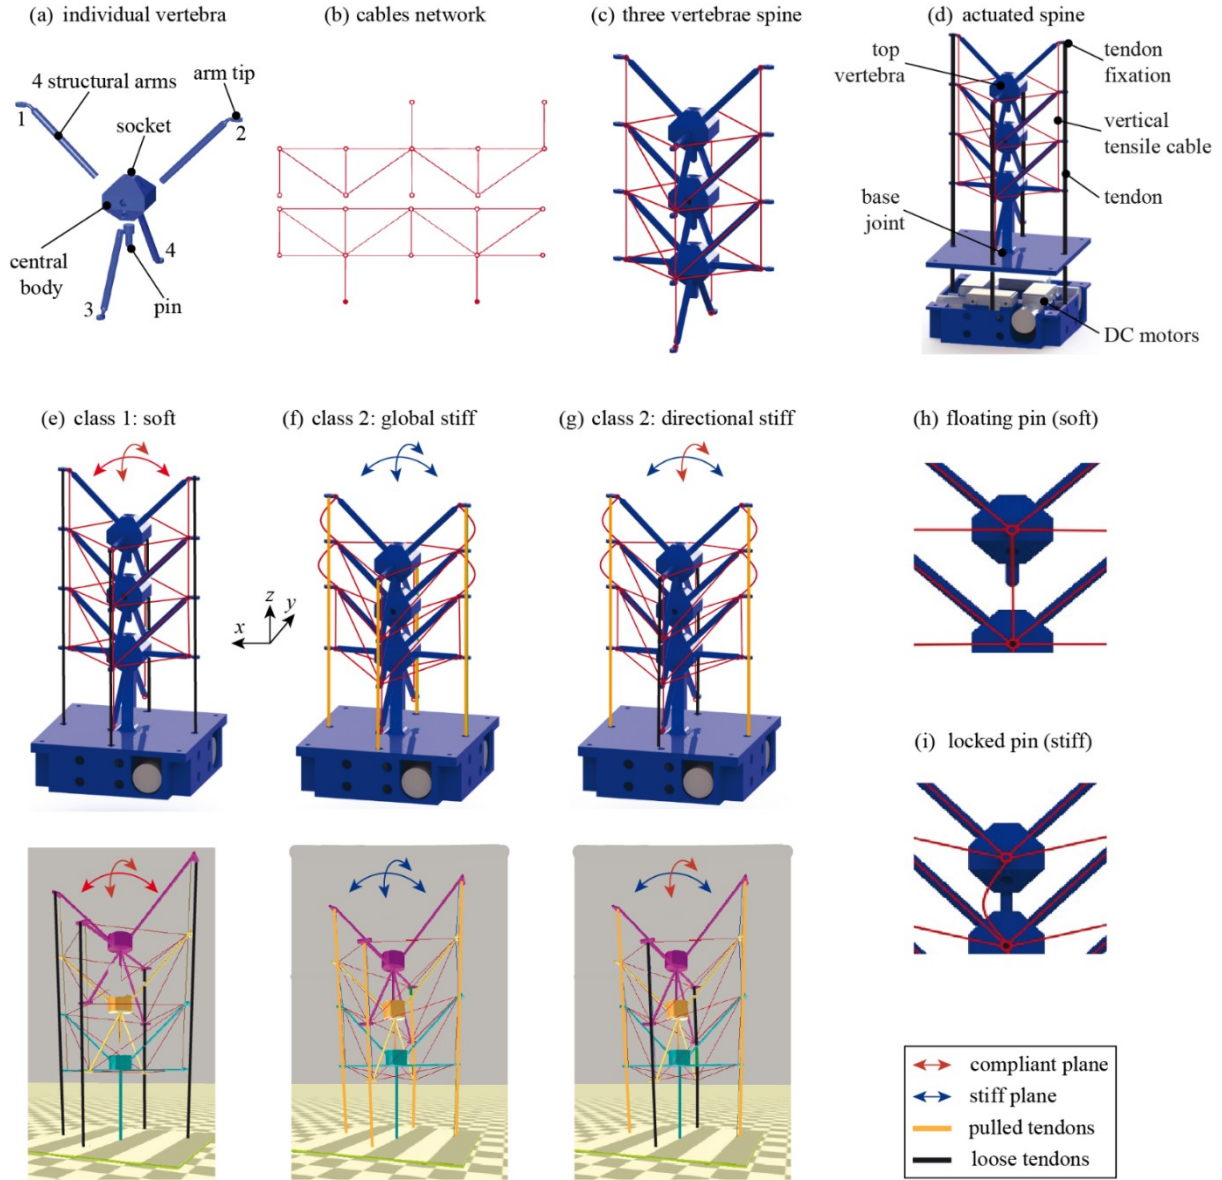 (a) individual vertebra
(b) cables network
(c) three vertebrae spine
(d) actuated spine
4 structural arms
arm tip
1
2
socket
central
body
3
4
pin
top
vertebra
tendon
fixation
vertical
tensile cable
tendon
base
joint
DC motors
(e) class 1: soft
(f) class 2: global stiff
(g) class 2: directional stiff
(h) floating pin (soft)
z
y
x
(i) locked pin (stiff)
compliant plane
stiff plane
pulled tendons
loose tendons